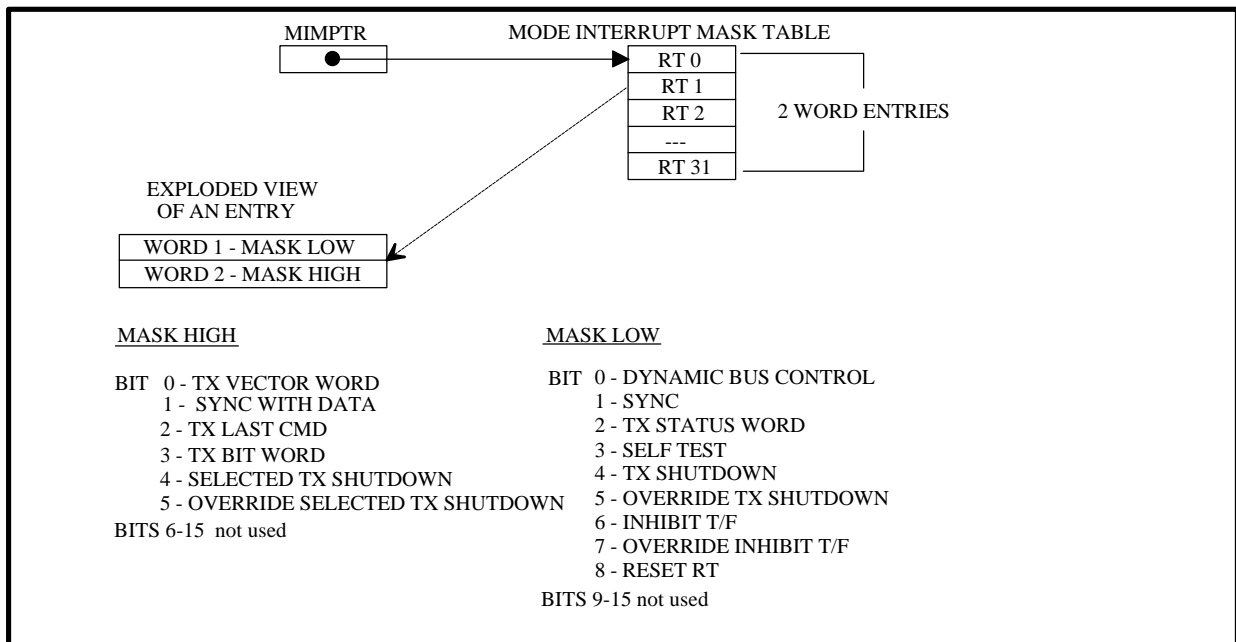 MIMPTR
MODE INTERRUPT MASK TABLE
RT 0
RT 1
RT 2
---
RT 31
2 WORD ENTRIES
EXPLODED VIEW
OF AN ENTRY
WORD 1 - MASK LOW
WORD 2 - MASK HIGH
MASK HIGH
BIT 0 - TX VECTOR WORD
1 - SYNC WITH DATA
2 - TX LAST CMD
3 - TX BIT WORD
4 - SELECTED TX SHUTDOWN
5 - OVERRIDE SELECTED TX SHUTDOWN
BITS 6-15 not used
MASK LOW
BIT 0 - DYNAMIC BUS CONTROL
1 - SYNC
2 - TX STATUS WORD
3 - SELF TEST
4 - TX SHUTDOWN
5 - OVERRIDE TX SHUTDOWN
6 - INHIBIT T/F
7 - OVERRIDE INHIBIT T/F
8 - RESET RT
BITS 9-15 not used